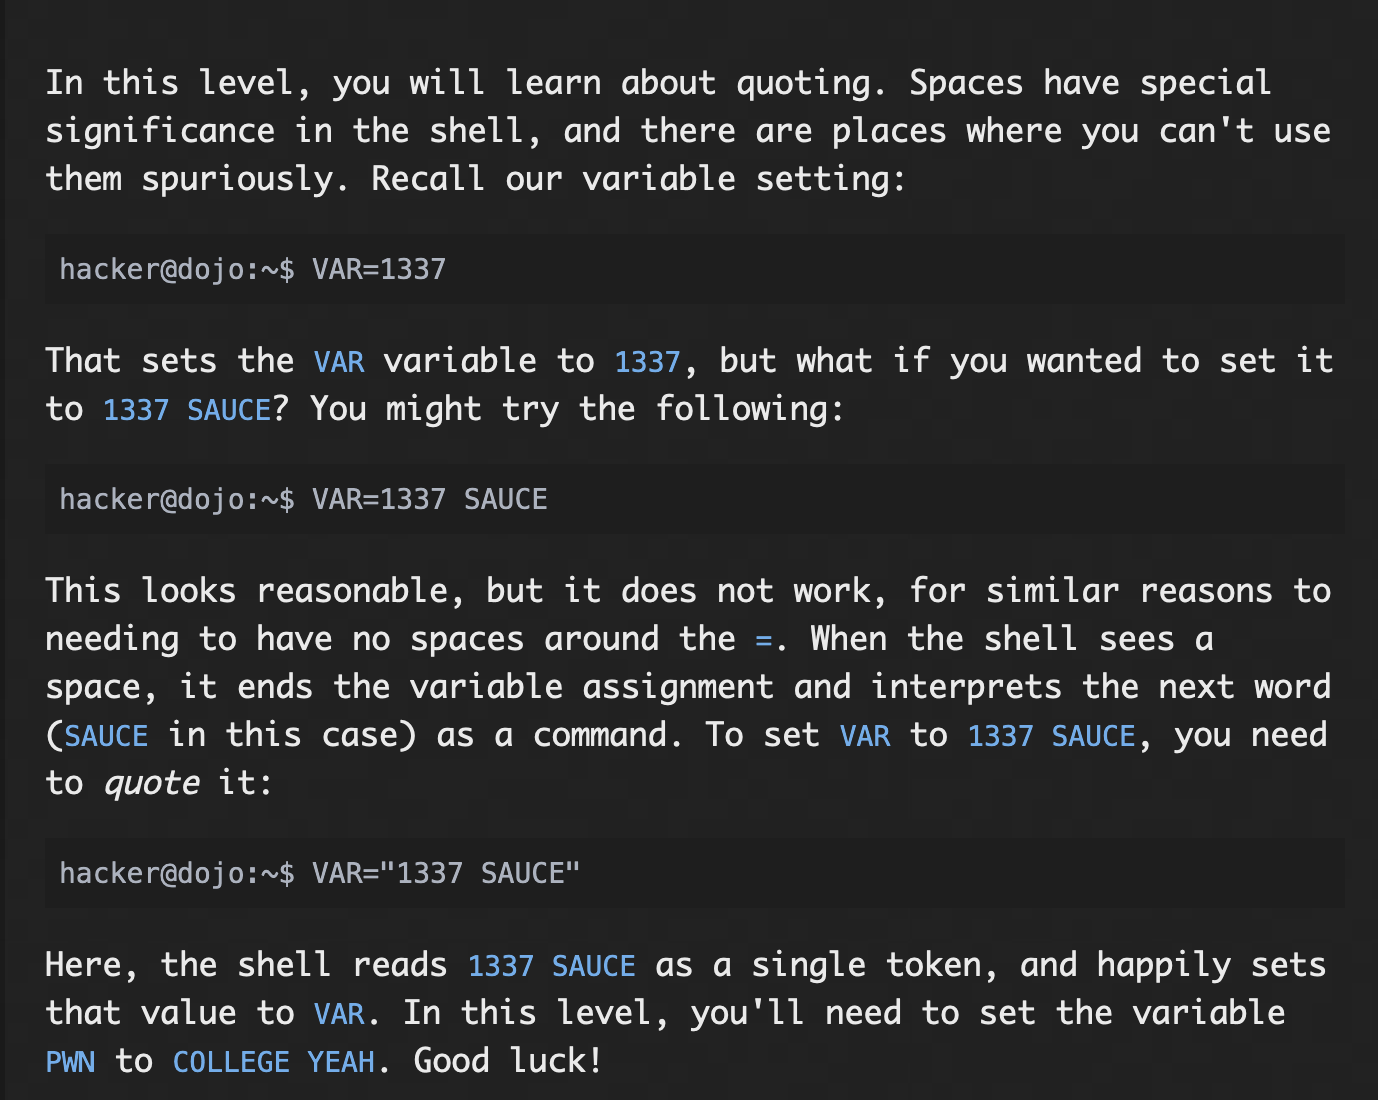 In this level, you will learn about quoting. Spaces have special
significance in the shell, and there are places where you can't use
them spuriously. Recall our variable setting:
hacker@dojo:~$ VAR=1337
That sets the VAR variable to 1337, but what if you wanted to set it
to 1337 SAUCE? You might try the following:
hacker@dojo:~$ VAR=1337 SAUCE
This looks reasonable, but it does not work, for similar reasons to
needing to have no spaces around the =. When the shell sees a
space, it ends the variable assignment and interprets the next word
(SAUCE in this case) as a command. To set VAR to 1337 SAUCE, you need
to quote it:
hacker@dojo:~$ VAR="1337 SAUCE"
Here, the shell reads 1337 SAUCE as a single token, and happily sets
that value to VAR. In this level, you'll need to set the variable
PWN to COLLEGE YEAH. Good luck!